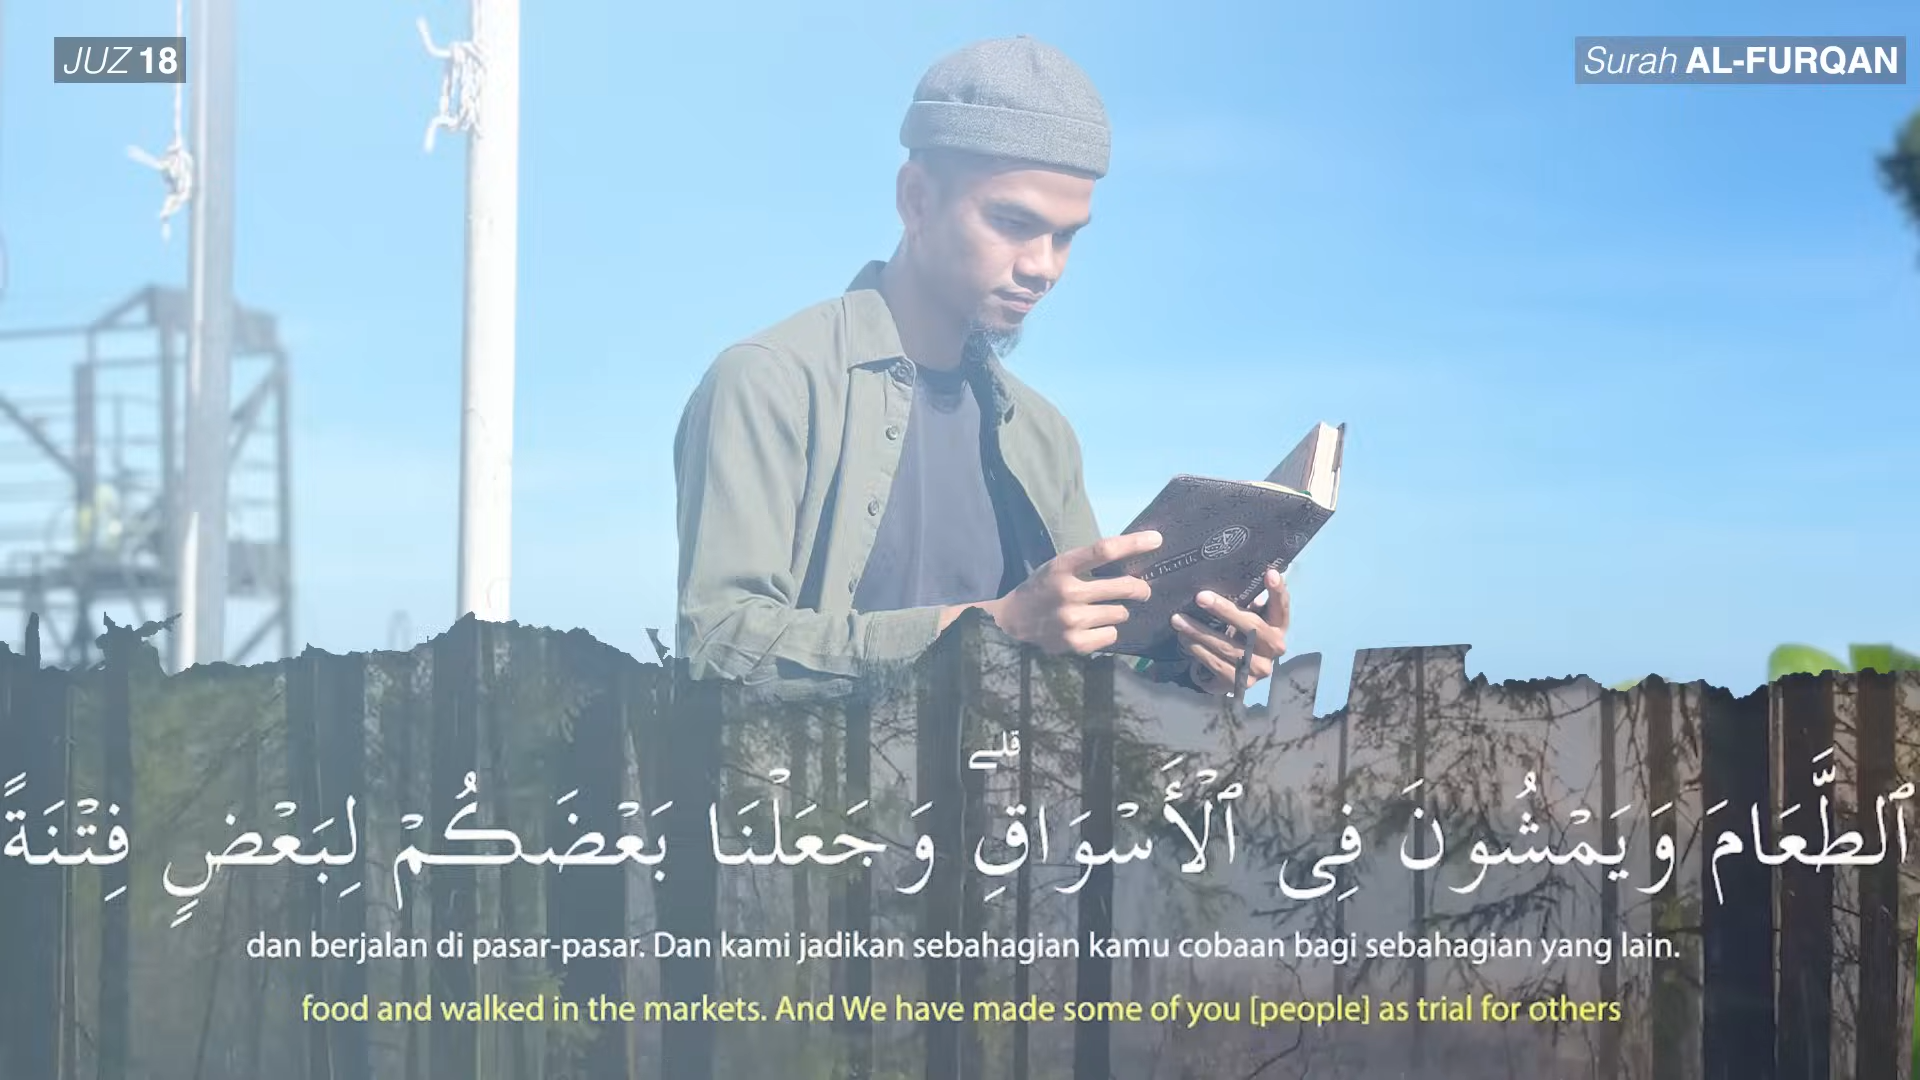 JUZ 18
Surah AL-FURQAN
ٱلطَّعَامَ وَيَمْشُونَ فِى ٱلْأَسْوَاقِ ۗ وَجَعَلْنَا بَعْضَكُمْ لِبَعْضٍ فِتْنَةً
dan berjalan di pasar-pasar. Dan kami jadikan sebahagian kamu cobaan bagi sebahagian yang lain.
food and walked in the markets. And We have made some of you [people] as trial for others